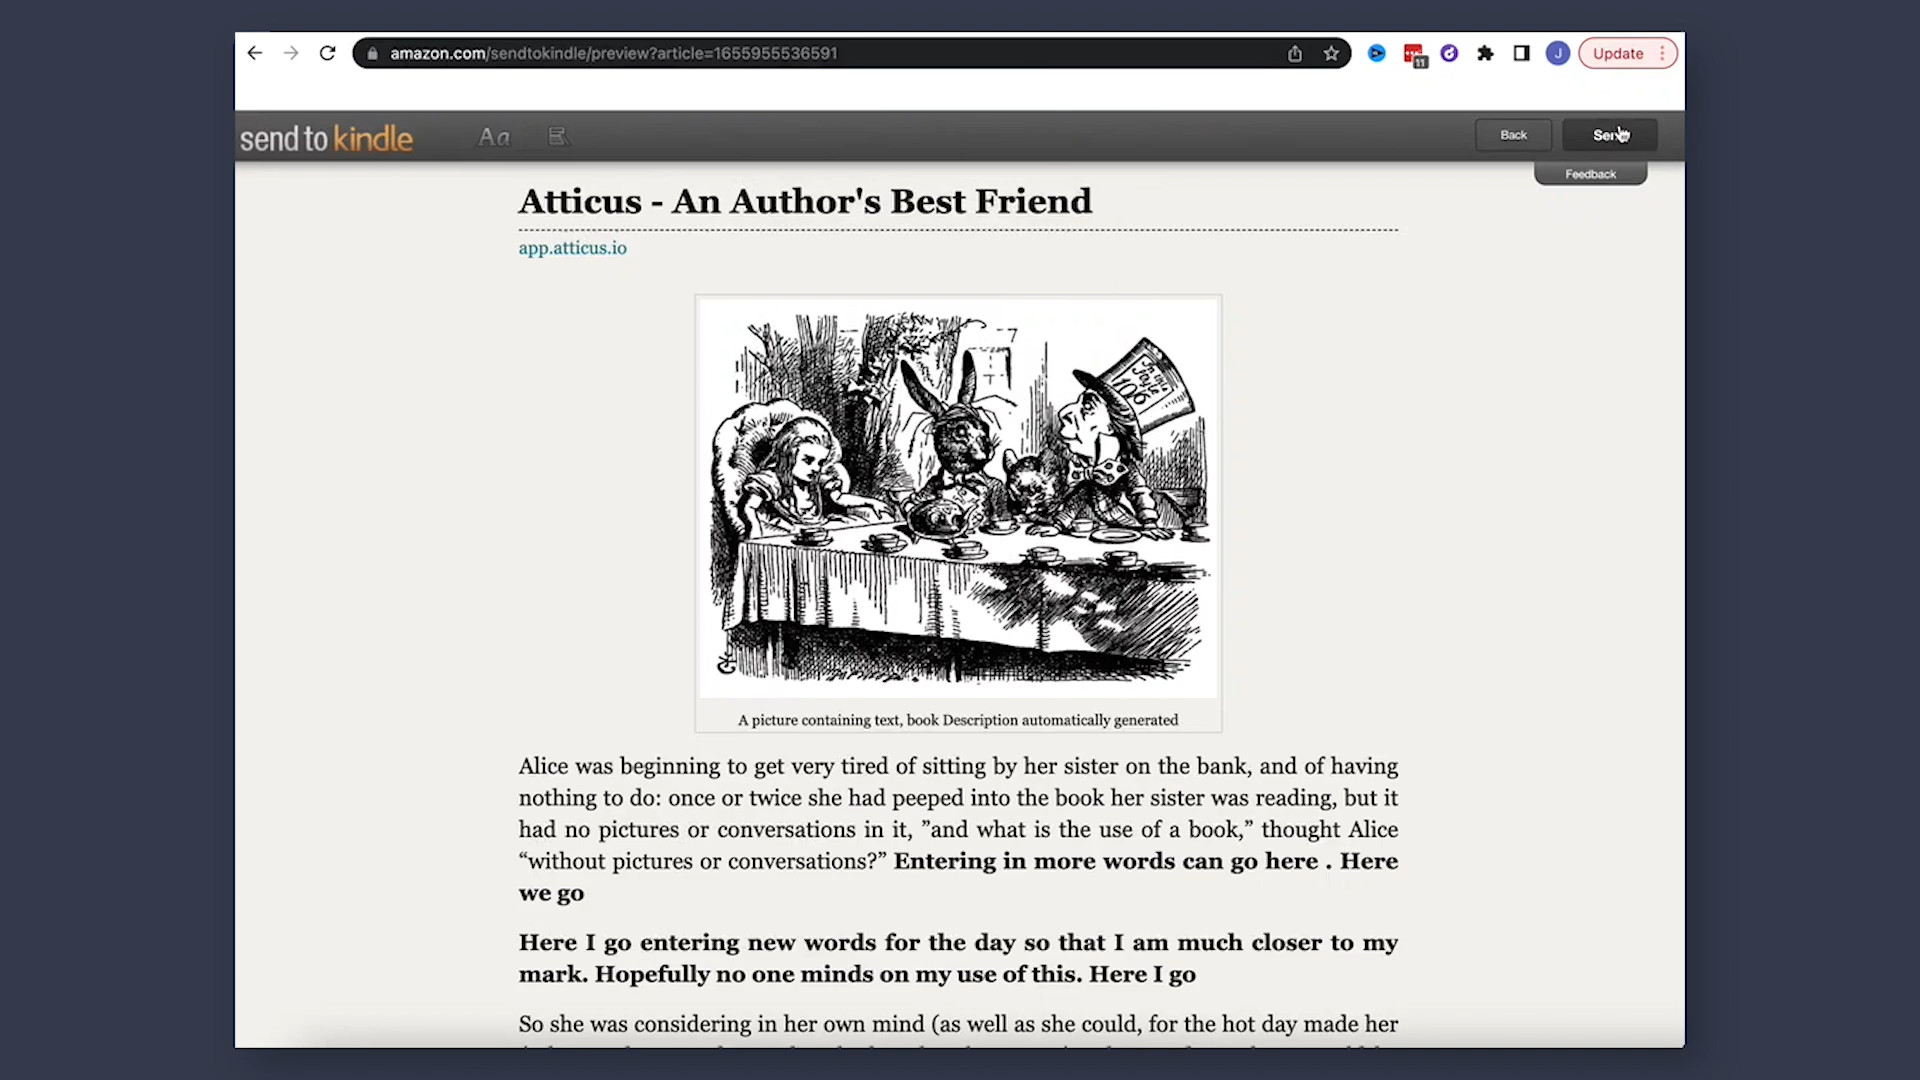 amazon.com/sendtokindle/preview?article=1655955536591
11
J
Update
send to kindle
Aa
Back
Feedback
Atticus - An Author's Best Friend
app.atticus.io
In this
Style
10/6
A picture containing text, book Description automatically generated
Alice was beginning to get very tired of sitting by her sister on the bank, and of having
nothing to do: once or twice she had peeped into the book her sister was reading, but it
had no pictures or conversations in it, ”and what is the use of a book,” thought Alice
“without pictures or conversations?” Entering in more words can go here . Here
we go
Here I go entering new words for the day so that I am much closer to my
mark. Hopefully no one minds on my use of this. Here I go
So she was considering in her own mind (as well as she could, for the hot day made her